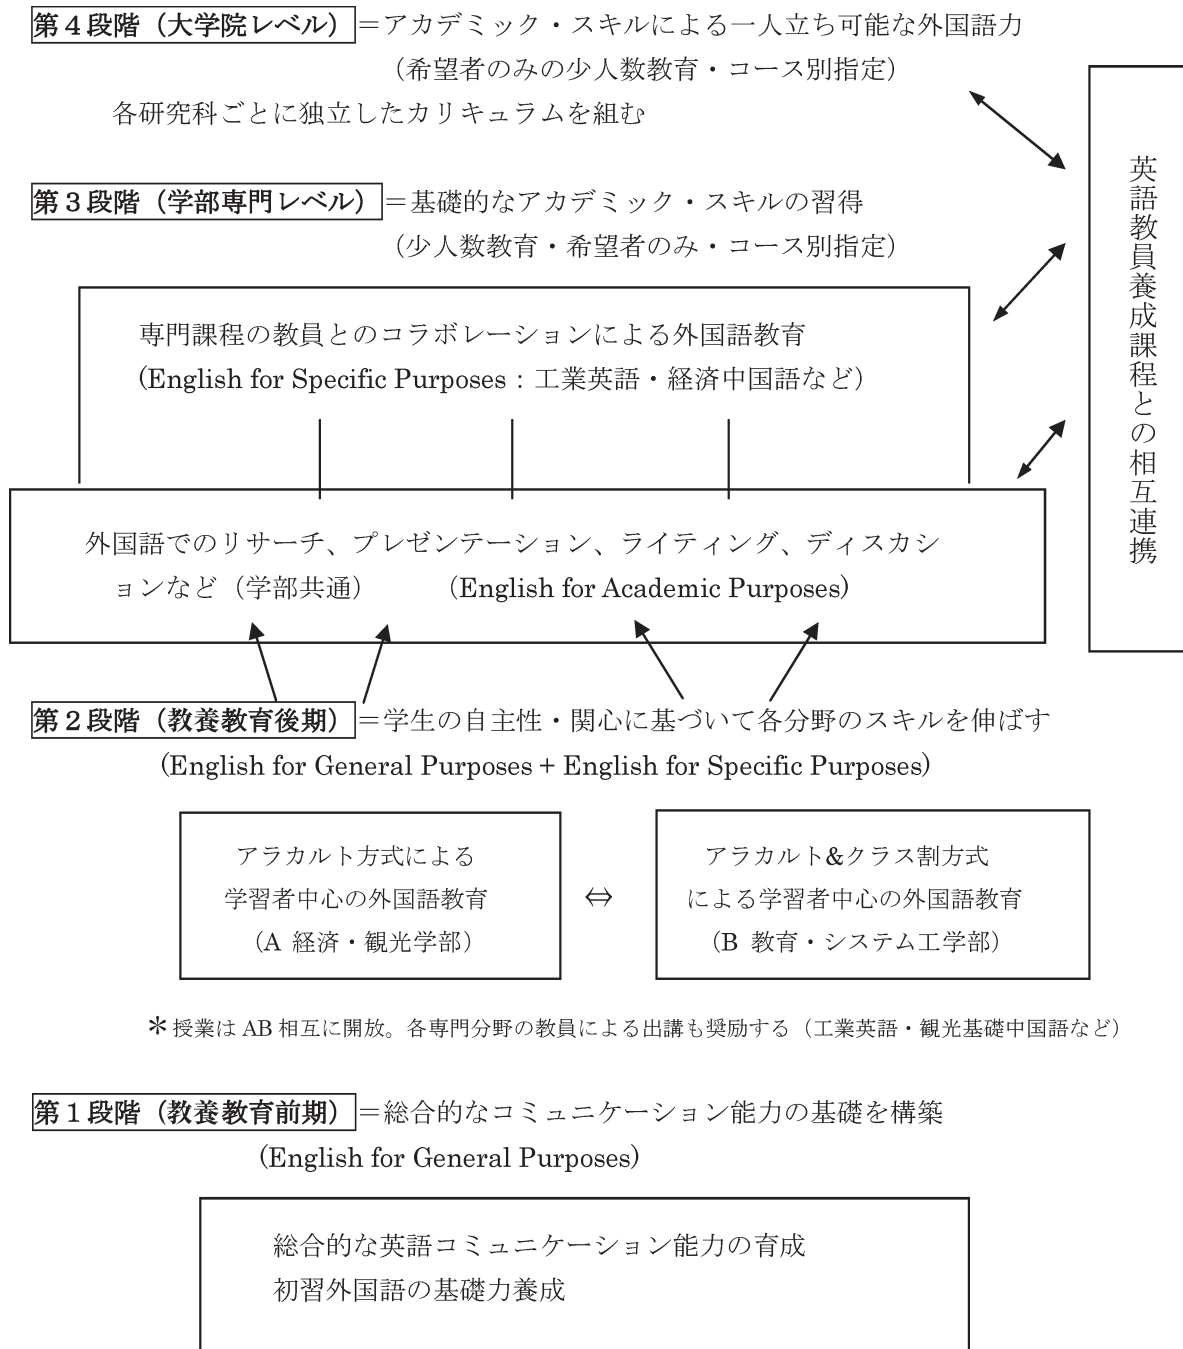 第４段階（大学院レベル）＝アカデミック・スキルによる一人立ち可能な外国語力
（希望者のみの少人数教育・コース別指定）
各研究科ごとに独立したカリキュラムを組む
第３段階（学部専門レベル）＝基礎的なアカデミック・スキルの習得
（少人数教育・希望者のみ・コース別指定）
専門課程の教員とのコラボレーションによる外国語教育
(English for Specific Purposes：工業英語・経済中国語など）
外国語でのリサーチ、プレゼンテーション、ライティング、ディスカシ
ョンなど（学部共通）　（English for Academic Purposes)
英語教員養成課程との相互連携
第２段階（教養教育後期）＝学生の自主性・関心に基づいて各分野のスキルを伸ばす
(English for General Purposes + English for Specific Purposes)
アラカルト方式による
学習者中心の外国語教育
（A 経済・観光学部）
⇔
アラカルト&クラス割方式
による学習者中心の外国語教育
（B 教育・システム工学部）
＊授業は AB 相互に開放。各専門分野の教員による出講も奨励する（工業英語・観光基礎中国語など）
第１段階（教養教育前期）＝総合的なコミュニケーション能力の基礎を構築
(English for General Purposes)
総合的な英語コミュニケーション能力の育成
初習外国語の基礎力養成